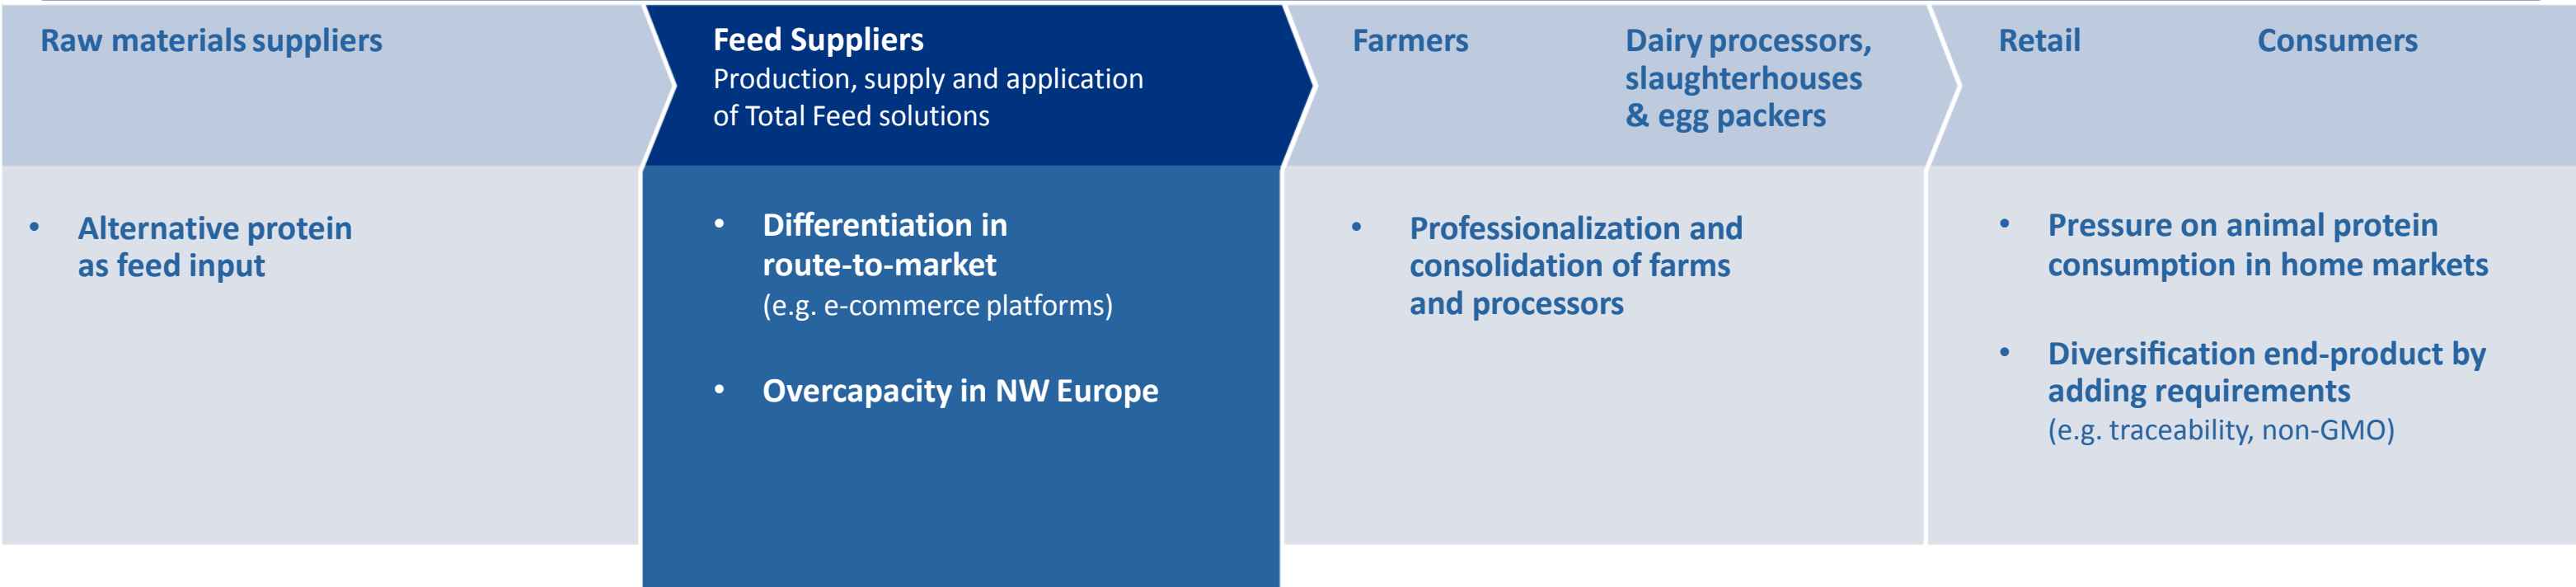 Raw materials suppliers
Feed Suppliers
Production, supply and application
of Total Feed solutions
Farmers
Dairy processors,
slaughterhouses
& egg packers
Retail
Consumers
• Alternative protein
as feed input
• Differentiation in
route-to-market
(e.g. e-commerce platforms)
• Overcapacity in NW Europe
• Professionalization and
consolidation of farms
and processors
• Pressure on animal protein
consumption in home markets
• Diversification end-product by
adding requirements
(e.g. traceability, non-GMO)